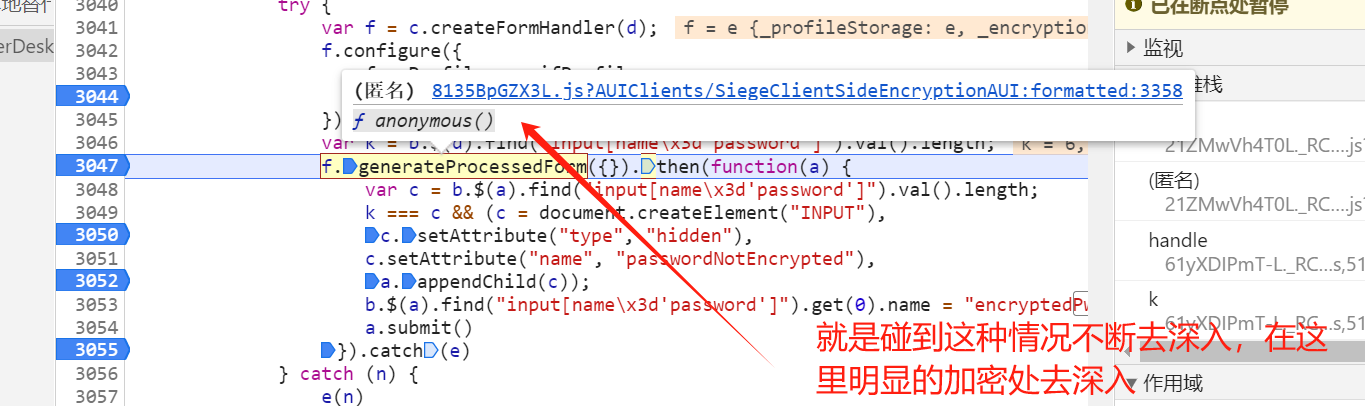 地替代
erDesk
3040 try {
3041 var f = c.createFormHandler(d); f = e {_profileStorage: e, _encryption
3042 f.configure({
3043
3044
(匿名) 8135BpGZX3L.js?AUIClients/SiegeClientSideEncryptionAUI:formatted:3358
ƒ anonymous()
3045 })
3046 var k = b.$(d).find("input[name\x3d'password']").val().length; k = 6,
3047 f.generateProcessedForm({}).then(function(a) {
3048 var c = b.$(a).find("input[name\x3d'password']").val().length;
3049 k === c && (c = document.createElement("INPUT"),
3050 c.setAttribute("type", "hidden"),
3051 c.setAttribute("name", "passwordNotEncrypted"),
3052 a.appendChild(c));
3053 b.$(a).find("input[name\x3d'password']").get(0).name = "encryptedPw
3054 a.submit()
3055 }).catch(e)
3056 } catch (n) {
3057 e(n)
就是碰到这种情况不断去深入，在这
里明显的加密处去深入
已在断点处暂停
监视
堆栈
21ZMwVh4T0L._RC….js?
(匿名)
21ZMwVh4T0L._RC….js?
handle
61yXDIPmT-L._RC…s,51
k
61yXDIPmT-L._RC…s,51
作用域